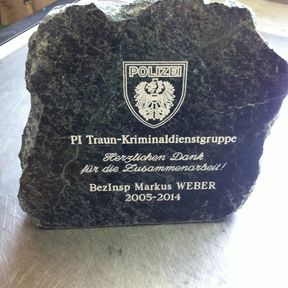 POLIZEI
PI Traun-Kriminaldienstgruppe
Herzlichen Dank
für die Zusammenarbeit!
BezInsp Markus WEBER
2005-2014